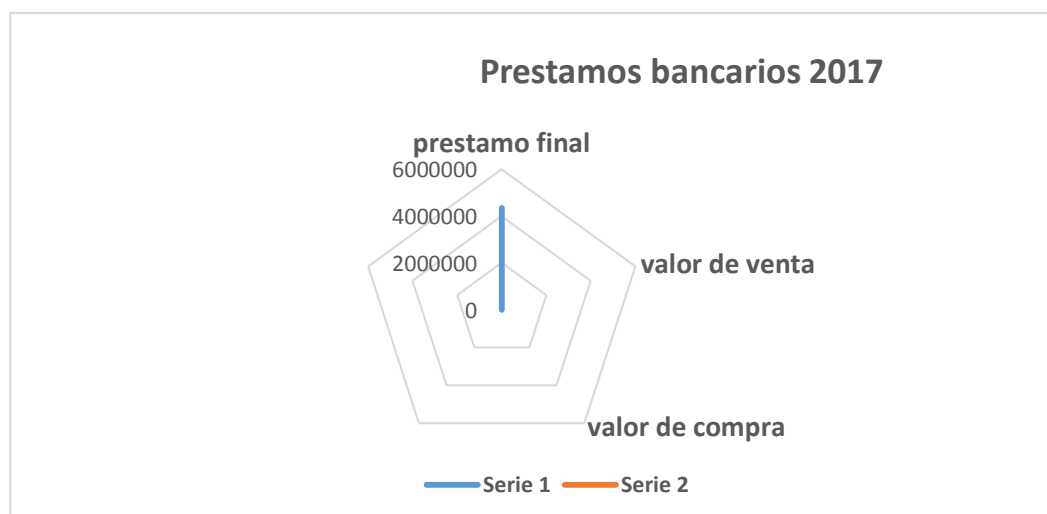 Prestamos bancarios 2017
prestamo final
6000000
4000000
valor de venta
2000000
0
valor de compra
Serie 1 Serie 2